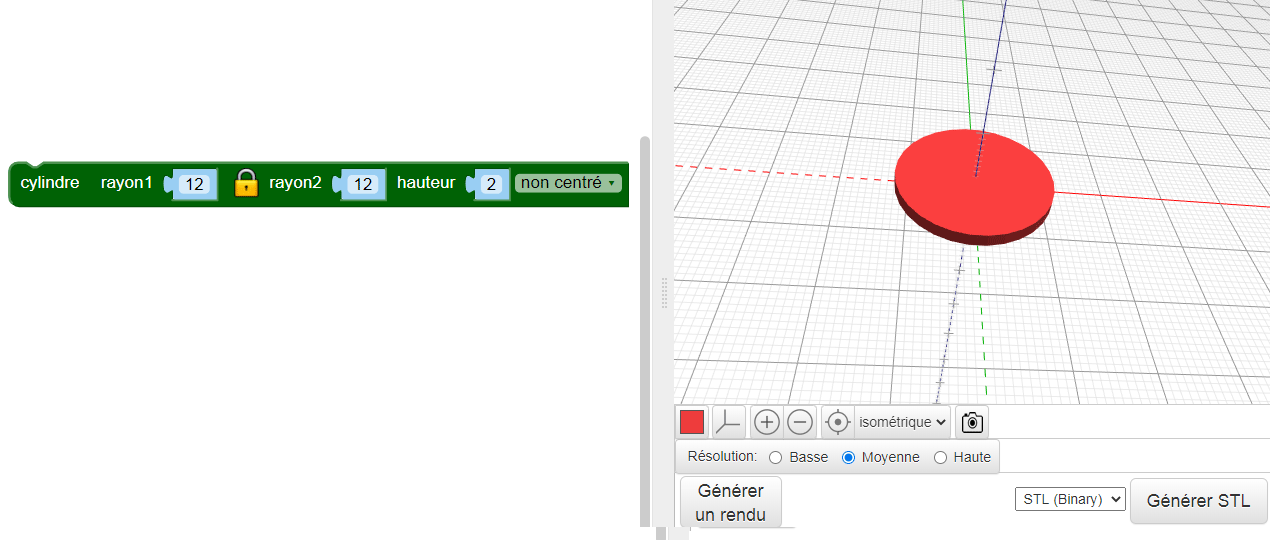 cylindre rayon1 12 rayon2 12 hauteur 2 non centré
isométrique
Résolution: Basse Moyenne Haute
Générer
un rendu
STL (Binary)
Générer STL